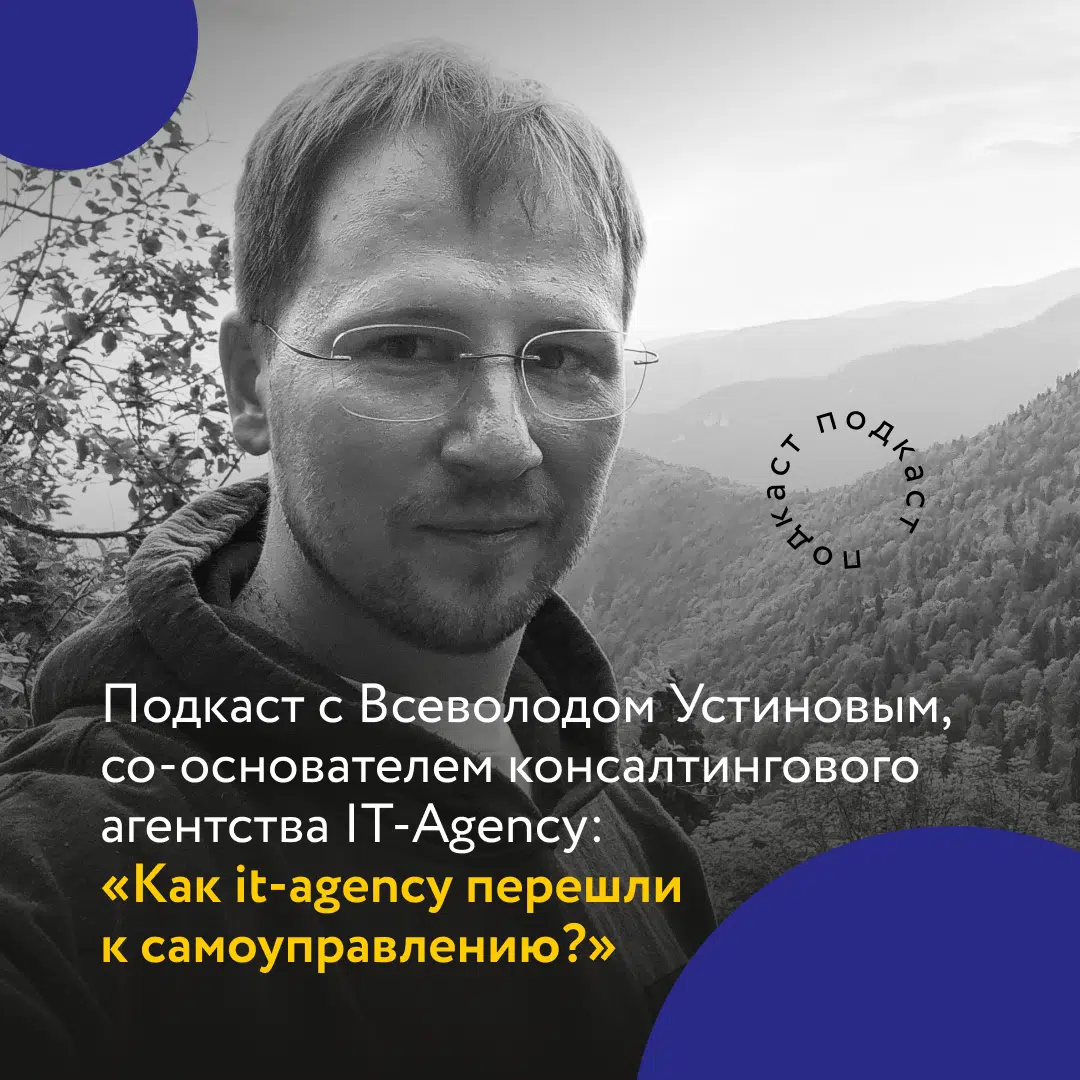 подкаст подкаст
Подкаст с Всеволодом Устиновым,
со-основателем консалтингового
агентства IT-Agency:
«Как it-agency перешли
к самоуправлению?»